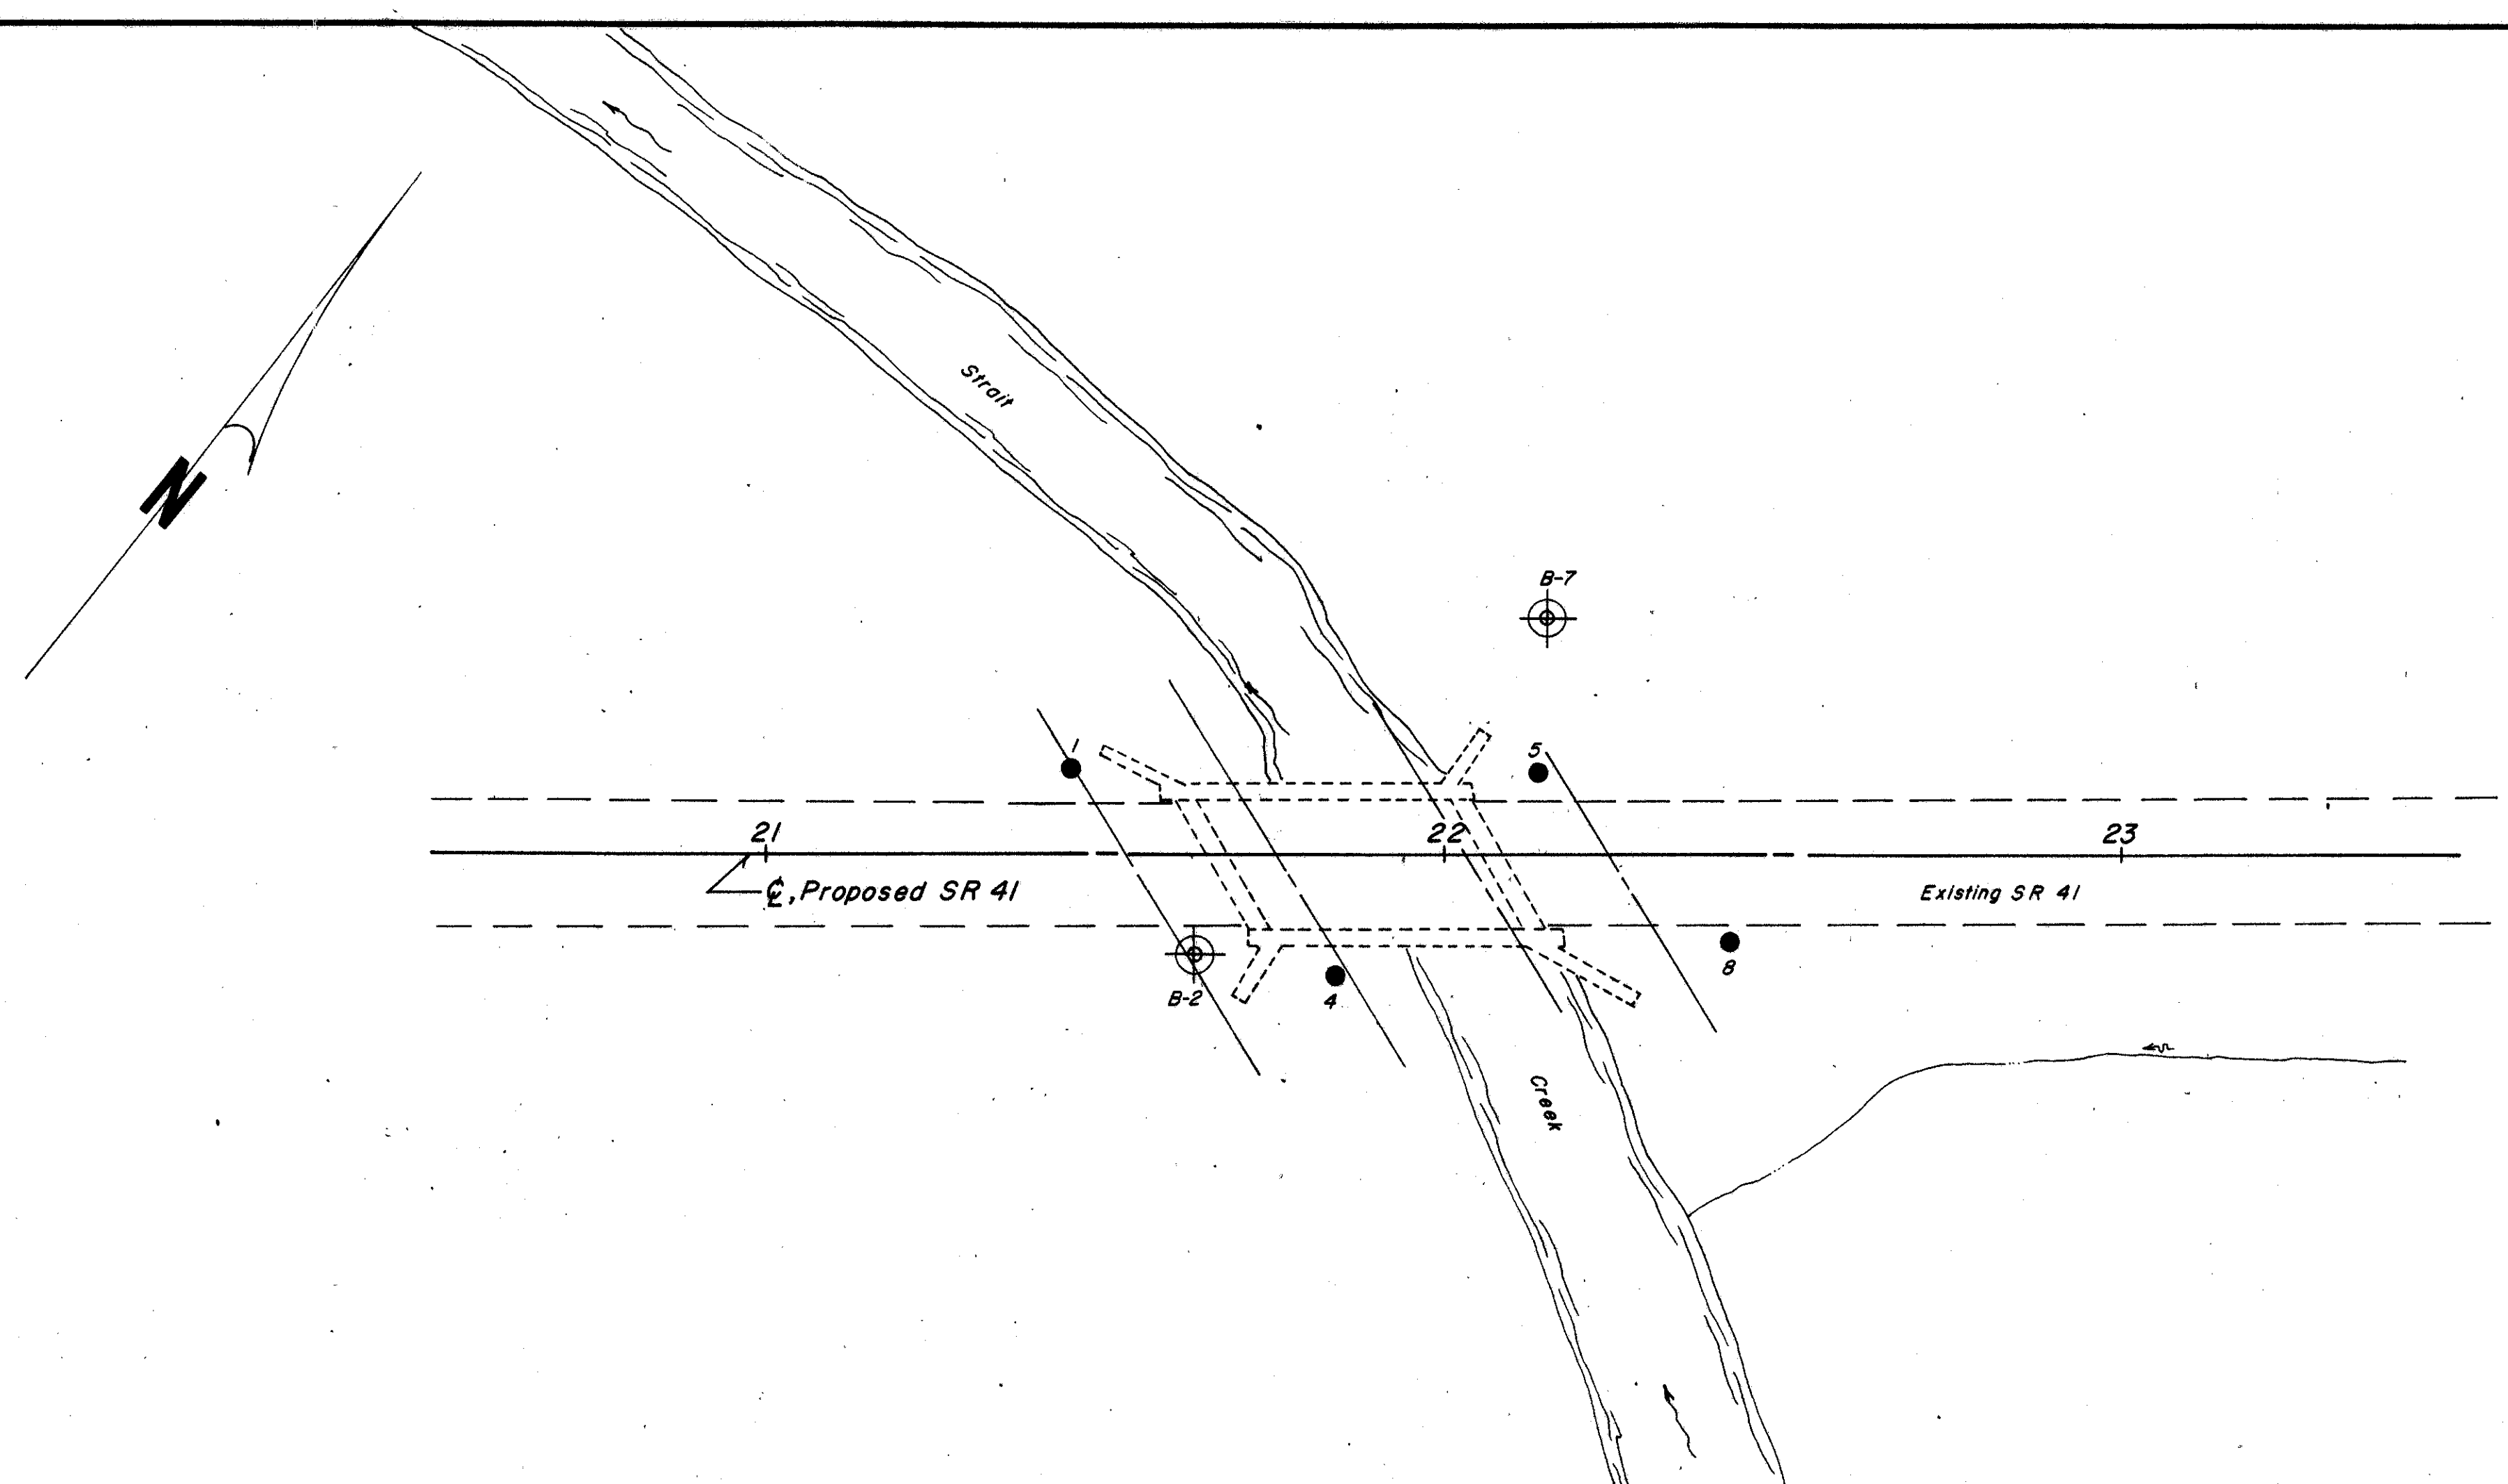 N
Strait
B-7
1
5
21
22
23
℄, Proposed SR 41
Existing SR 41
B-2
4
8
Creek